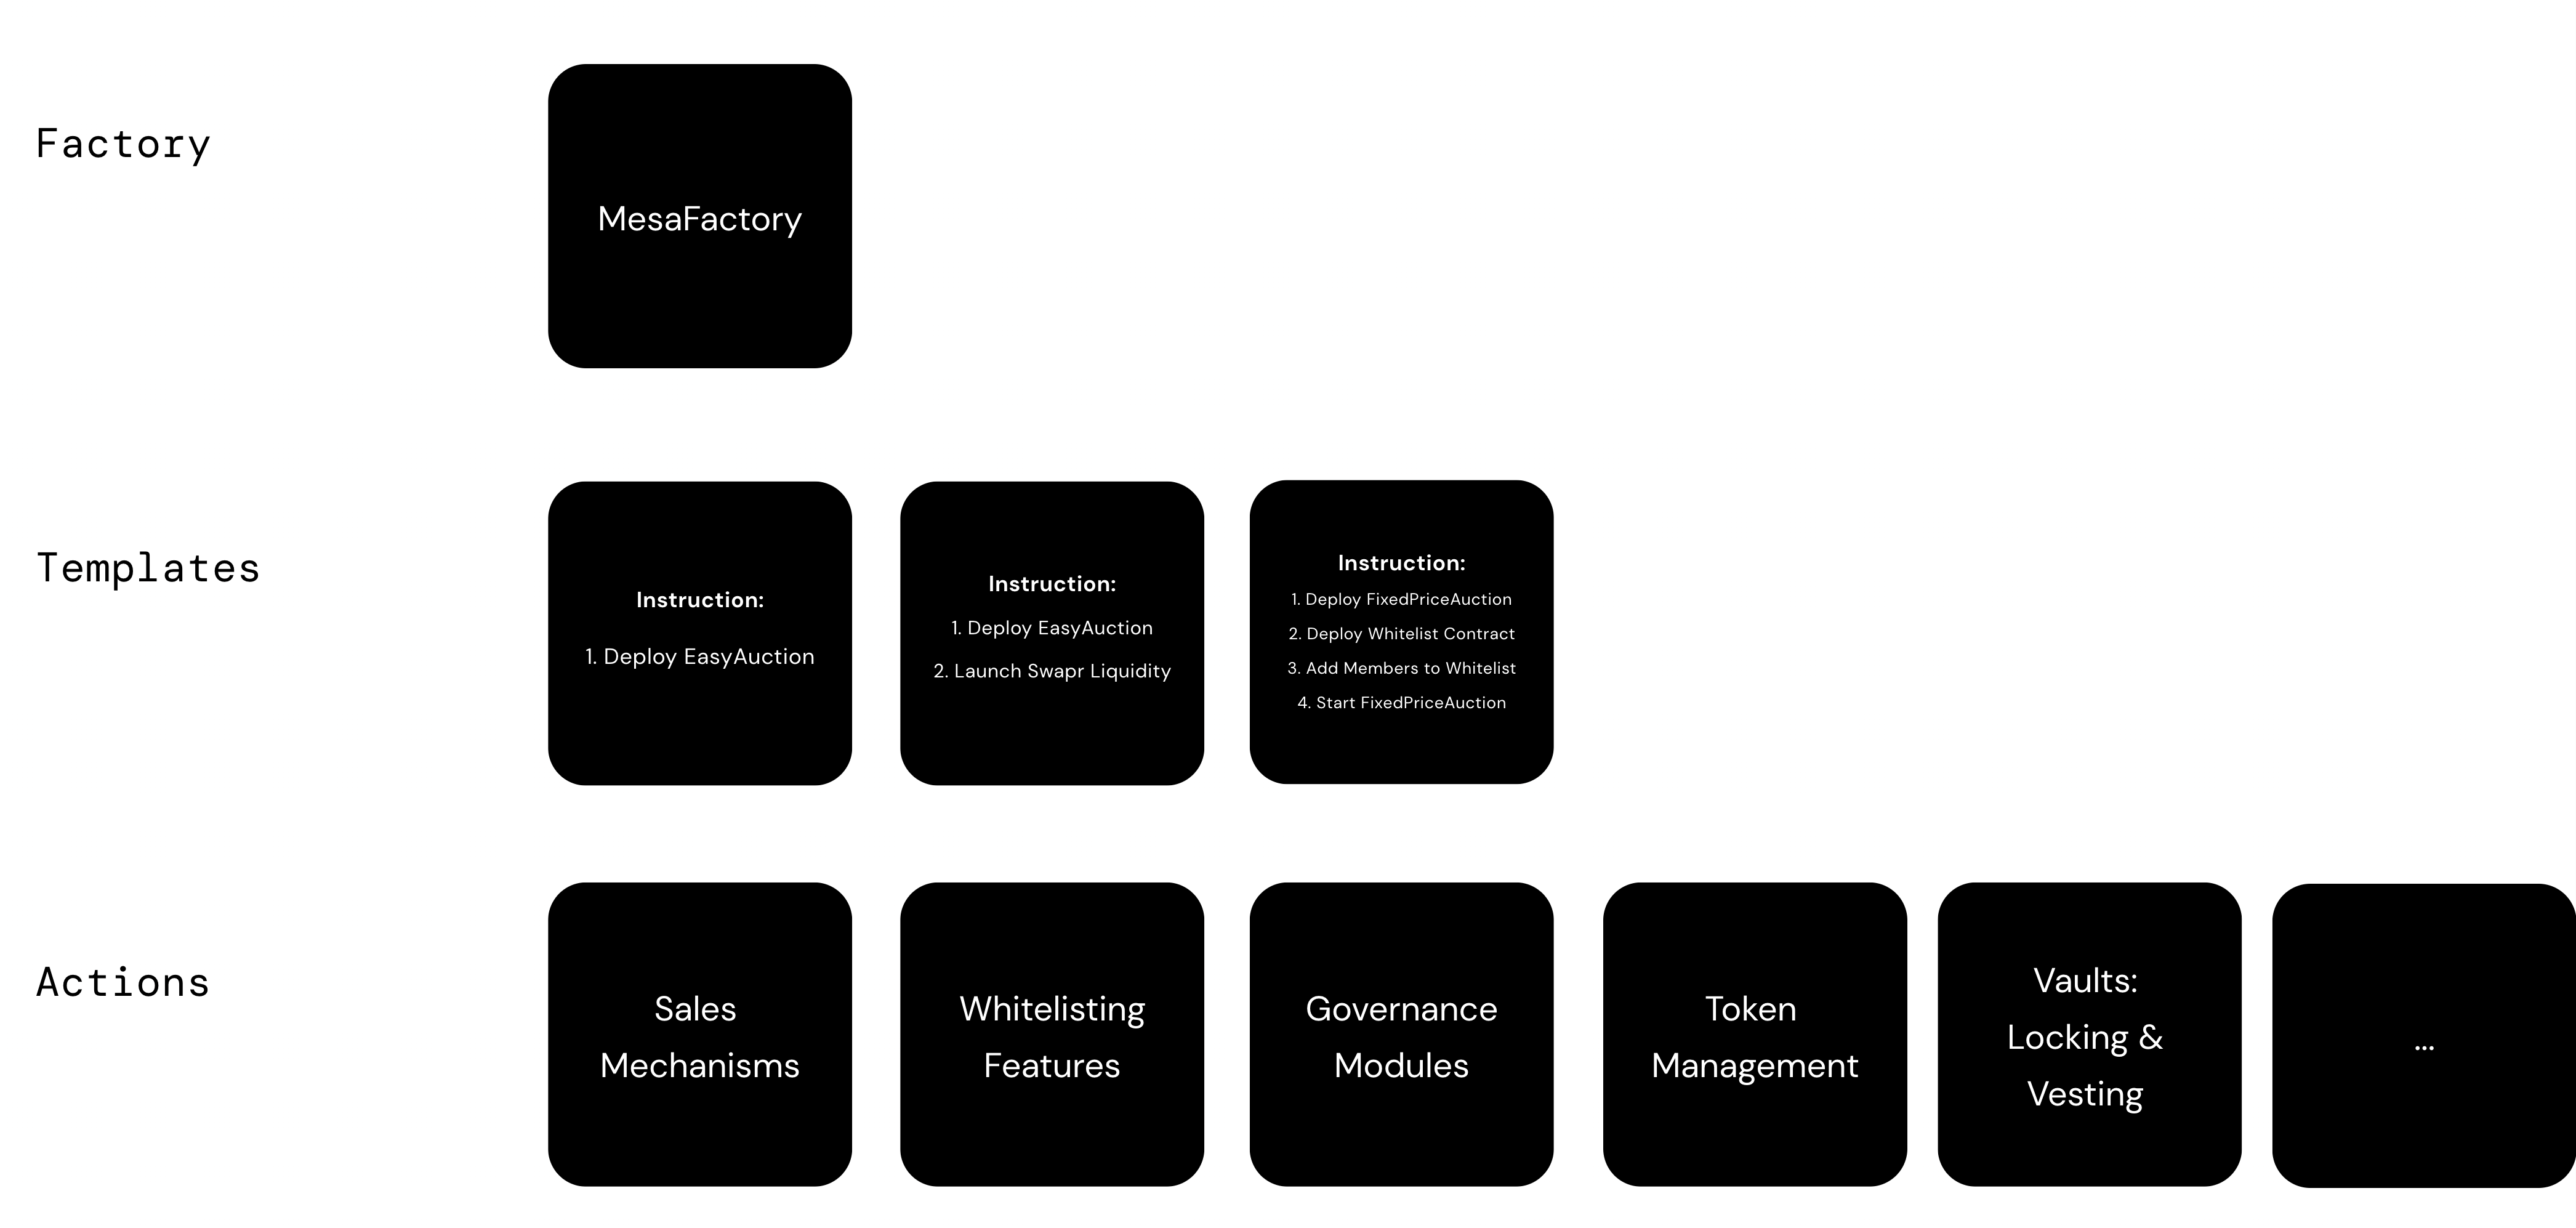 Factory
MesaFactory
Templates
Instruction:
1. Deploy EasyAuction
Instruction:
1. Deploy EasyAuction
2. Launch Swapr Liquidity
Instruction:
1. Deploy FixedPriceAuction
2. Deploy Whitelist Contract
3. Add Members to Whitelist
4. Start FixedPriceAuction
Actions
Sales
Mechanisms
Whitelisting
Features
Governance
Modules
Token
Management
Vaults:
Locking &
Vesting
...